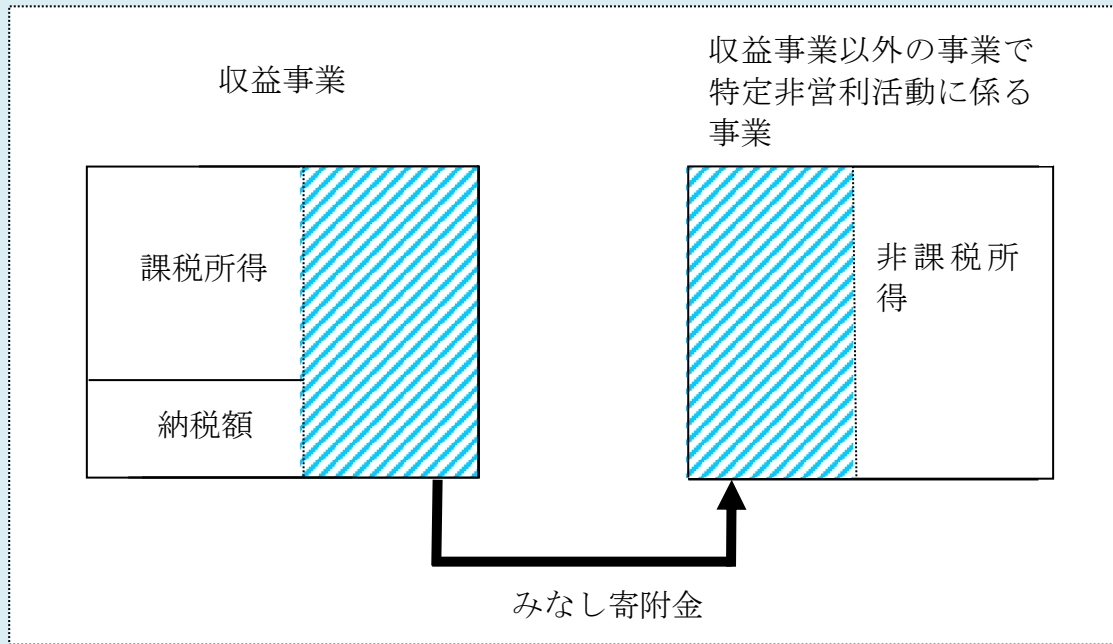 収益事業
収益事業以外の事業で
特定非営利活動に係る
事業
課税所得
納税額
非課税所
得
みなし寄附金